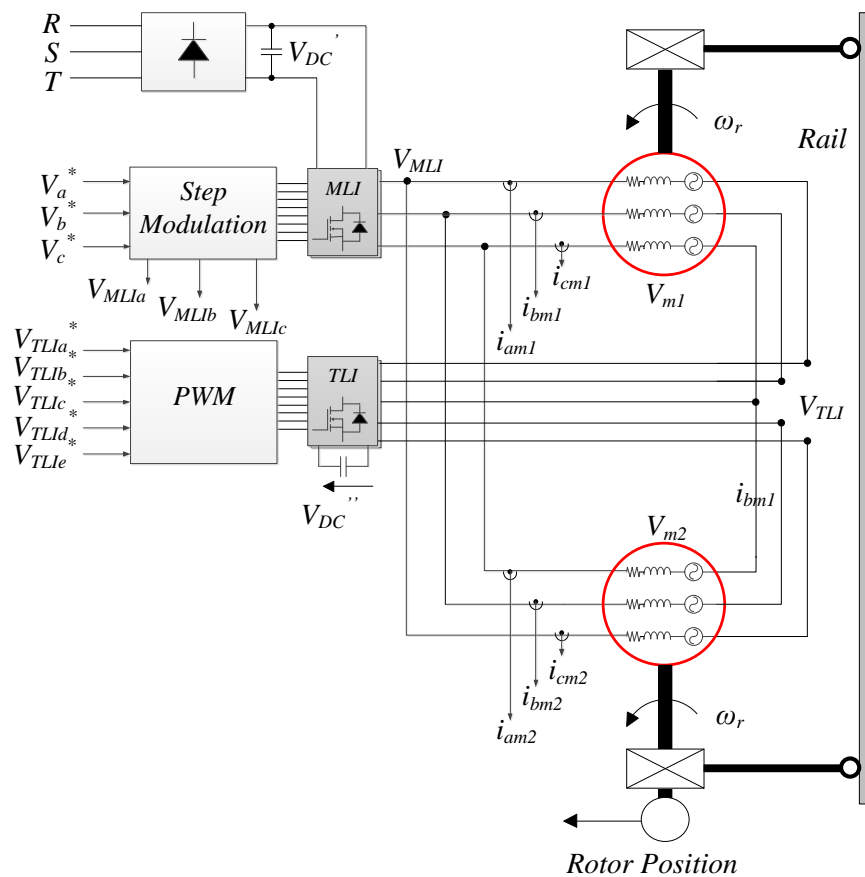 R
S
T
V_DC'
ω_r
Rail
V_a*
V_b*
V_c*
Step
Modulation
MLI
V_MLI
V_MLIa
V_MLIb
V_MLIc
i_am1
i_bm1
i_cm1
V_m1
V_TLIa*
V_TLIb*
V_TLIc*
V_TLId*
V_TLIe*
PWM
TLI
V_TLI
V_DC''
i_bm1
V_m2
i_cm2
i_bm2
i_am2
ω_r
Rotor Position